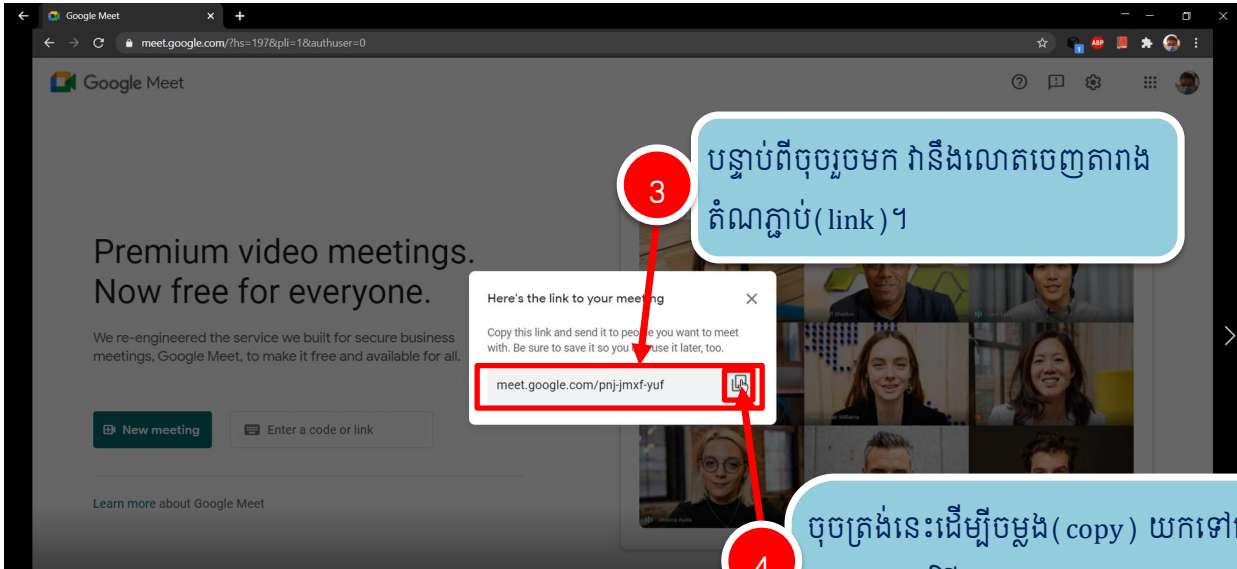 Google Meet
meet.google.com/?hs=197&pli=1&authuser=0
Google Meet
3
បន្ទាប់ពីចុចរួចមក វានឹងលោតចេញតារាង
តំណភ្ជាប់(link)។
Premium video meetings.
Now free for everyone.
We re-engineered the service we built for secure business
meetings, Google Meet, to make it free and available for all.
New meeting
Enter a code or link
Learn more about Google Meet
Here's the link to your meeting
Copy this link and send it to people you want to meet
with. Be sure to save it so you use it later, too.
meet.google.com/pnj-jmxf-yuf
4
ចុចត្រង់នេះដើម្បីចម្លង(copy) យកទៅ